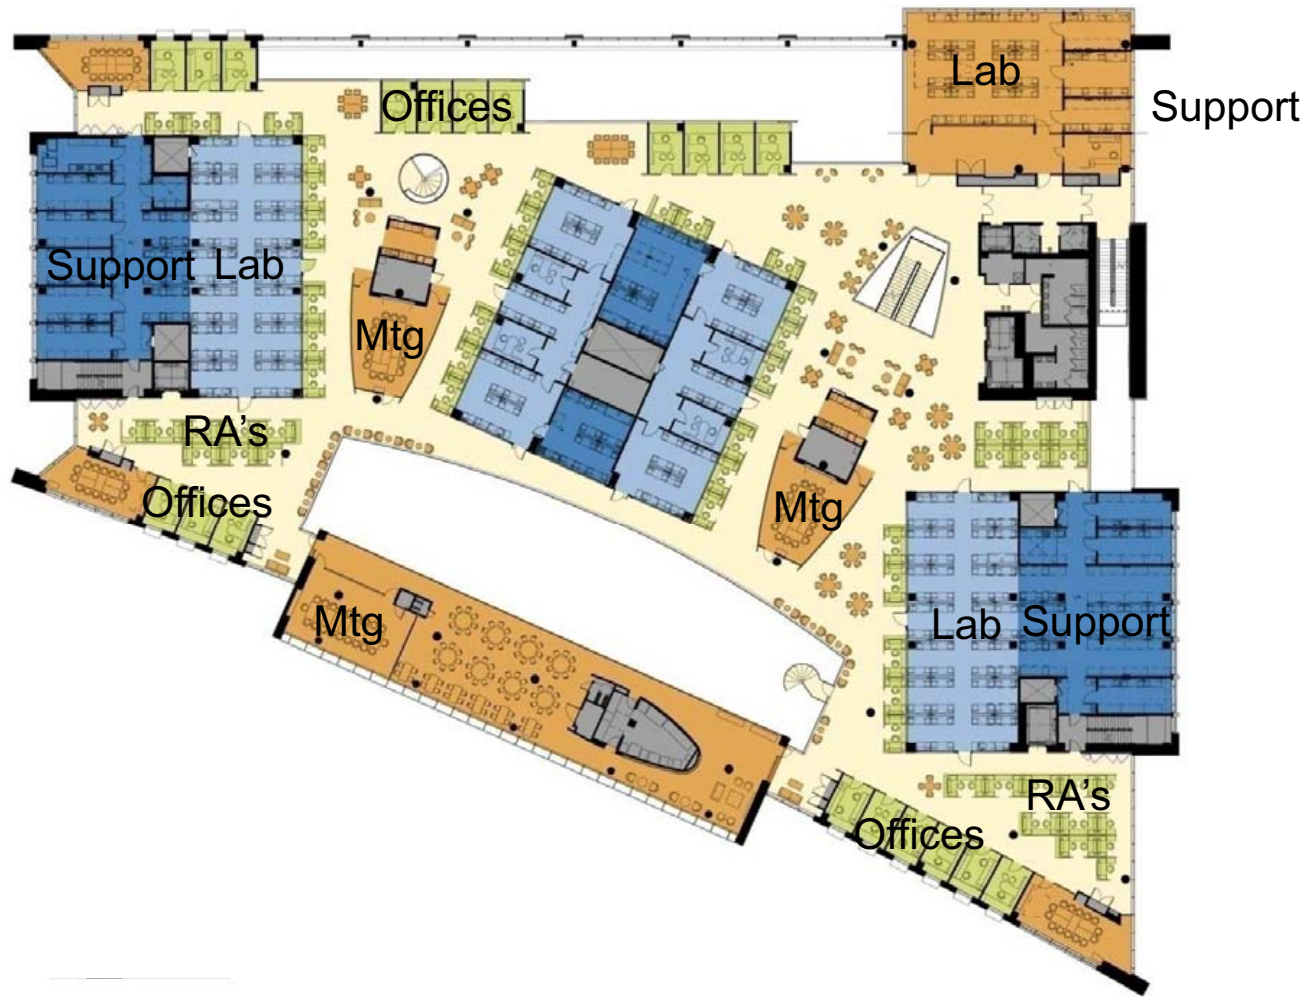 Lab
Offices
Support
Support Lab
Mtg
RA's
Offices
Mtg
Mtg
Lab Support
RA's
Offices